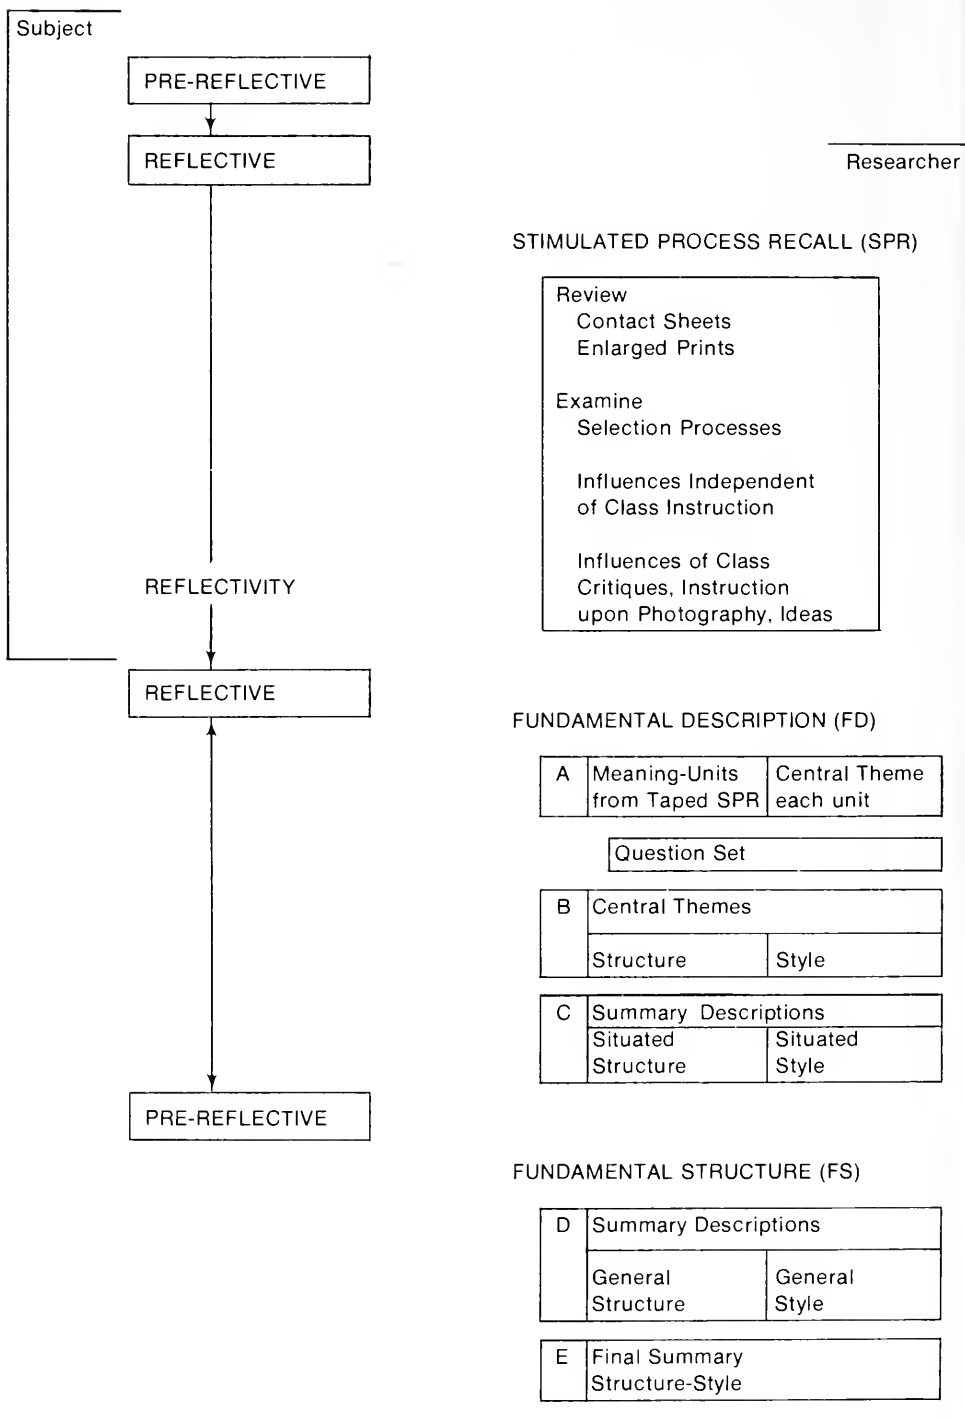 Subject
PRE-REFLECTIVE
REFLECTIVE
REFLECTIVITY
REFLECTIVE
PRE-REFLECTIVE
Researcher
STIMULATED PROCESS RECALL (SPR)
Review
Contact Sheets
Enlarged Prints
Examine
Selection Processes
Influences Independent
of Class Instruction
Influences of Class
Critiques, Instruction
upon Photography, Ideas
FUNDAMENTAL DESCRIPTION (FD)
A Meaning-Units Central Theme
from Taped SPR each unit
Question Set
B Central Themes
Structure Style
C Summary Descriptions
Situated Situated
Structure Style
FUNDAMENTAL STRUCTURE (FS)
D Summary Descriptions
General General
Structure Style
E Final Summary
Structure-Style